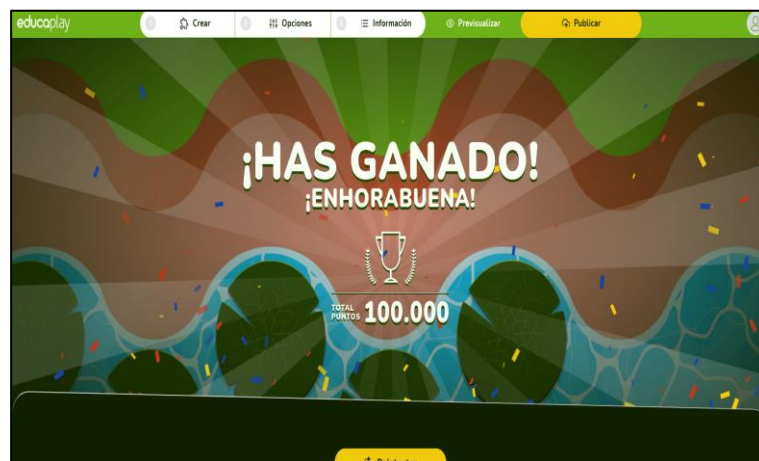 educaplay Crear Opciones Información Previsualizar Publicar
¡HAS GANADO!
¡ENHORABUENA!
TOTAL
PUNTOS 100.000